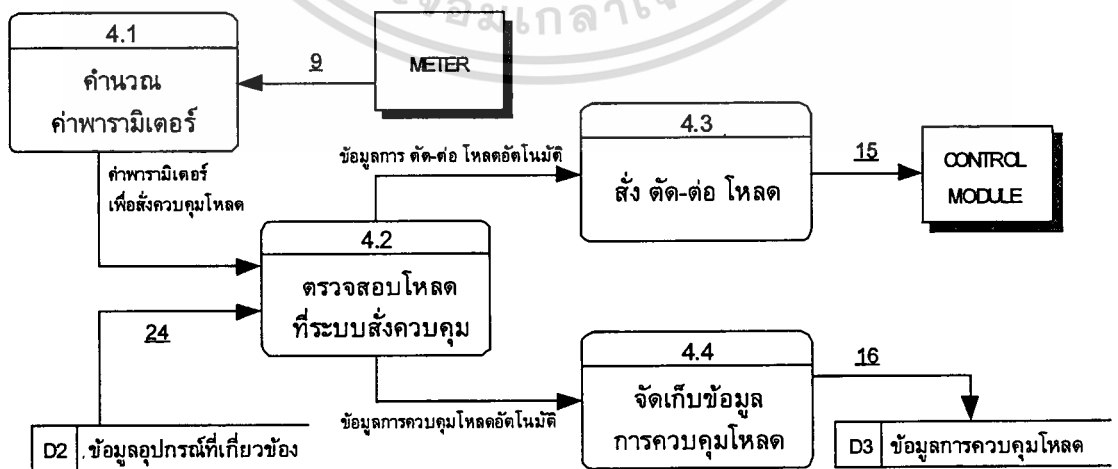 จอมเกล้าเจ
4.1
คำนวณ
ค่าพารามิเตอร์
9
METER
ค่าพารามิเตอร์
เพื่อสั่งควบคุมโหลด
ข้อมูลการ ตัด-ต่อ โหลดอัตโนมัติ
4.3
สั่ง ตัด-ต่อ โหลด
15
CONTROL
MODULE
4.2
ตรวจสอบโหลด
ที่ระบบสั่งควบคุม
24
D2 ข้อมูลอุปกรณ์ที่เกี่ยวข้อง
ข้อมูลการควบคุมโหลดอัตโนมัติ
4.4
จัดเก็บข้อมูล
การควบคุมโหลด
16
D3 ข้อมูลการควบคุมโหลด